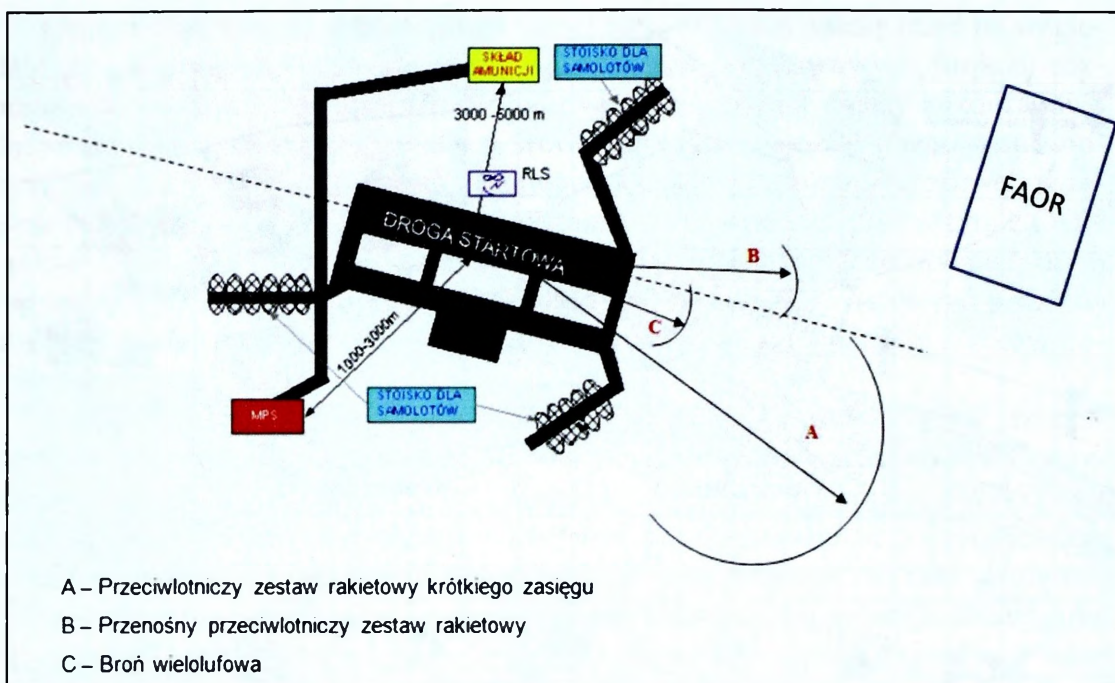 SKŁAD
AMUNICJI
STOISKO DLA
SAMOLOTÓW
3000 -5000 m
RLS
FAOR
DROGA STARTOWA
B
C
1000-3000m
STOISKO DLA
SAMOLOTÓW
MPS
A
A – Przeciwlotniczy zestaw rakietowy krótkiego zasięgu
B – Przenośny przeciwlotniczy zestaw rakietowy
C – Broń wielolufowa